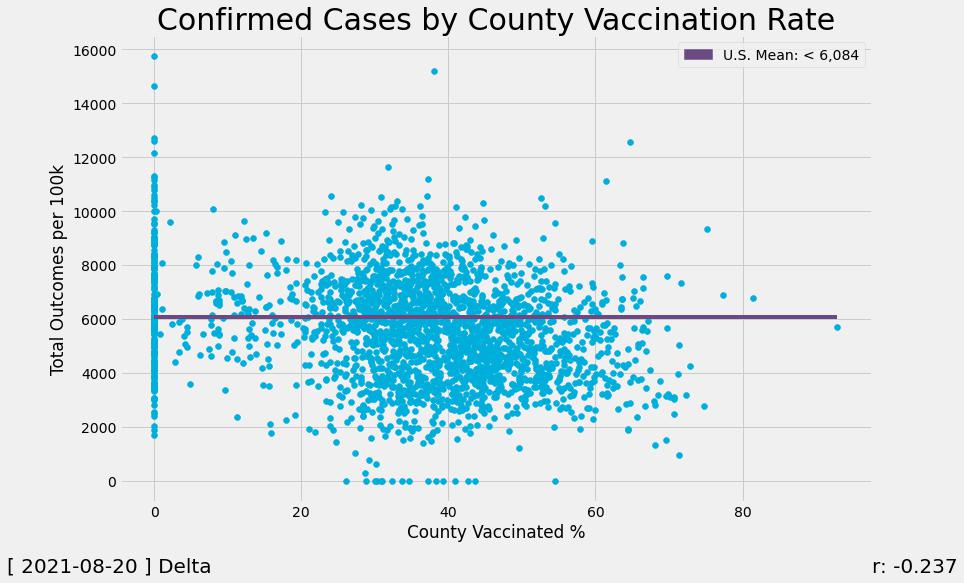 Confirmed Cases by County Vaccination Rate
U.S. Mean: < 6,084
Total Outcomes per 100k
16000
14000
12000
10000
8000
6000
4000
2000
0
0 20 40 60 80
County Vaccinated %
[ 2021-08-20 ] Delta
r: -0.237